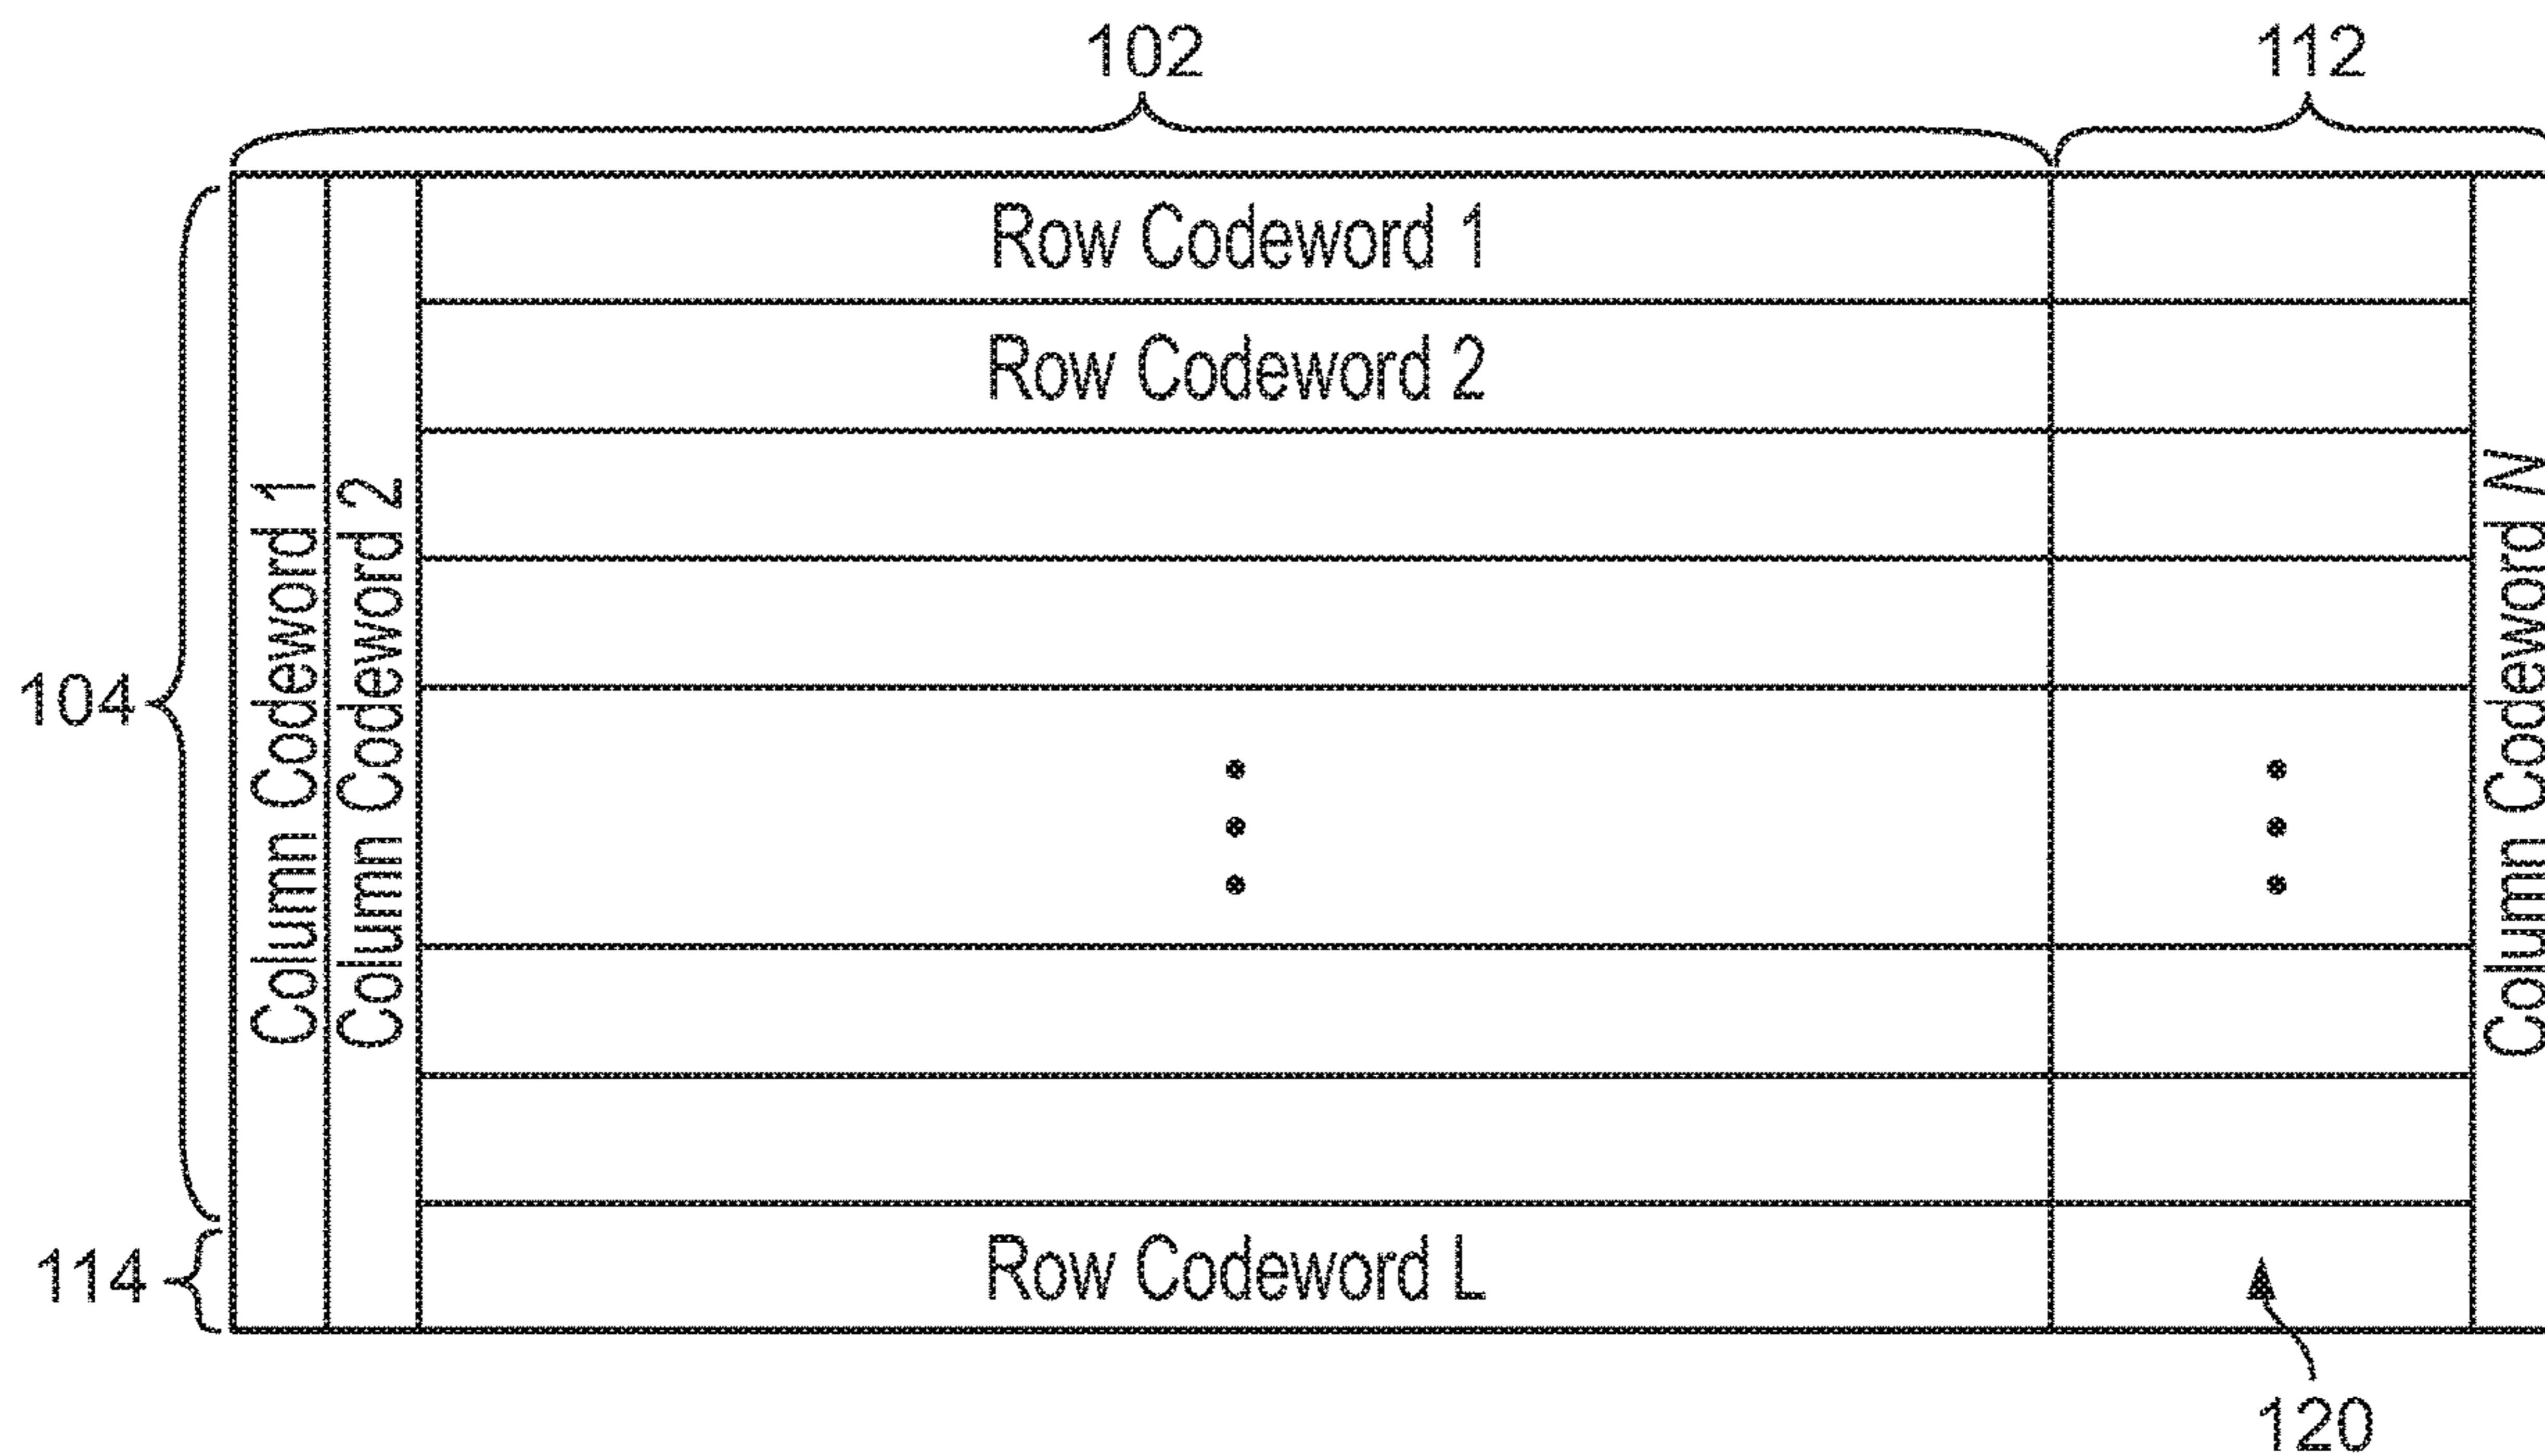 102
112
Row Codeword 1
Row Codeword 2
Column Codeword 1
Column Codeword 2
Column Codeword N
104
114
Row Codeword L
120